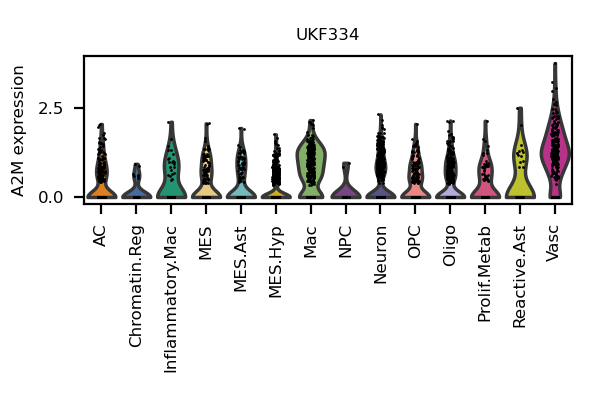 UKF334
A2M expression
2.5
0.0
AC
Chromatin.Reg
Inflammatory.Mac
MES
MES.Ast
MES.Hyp
Mac
NPC
Neuron
OPC
Oligo
Prolif.Metab
Reactive.Ast
Vasc